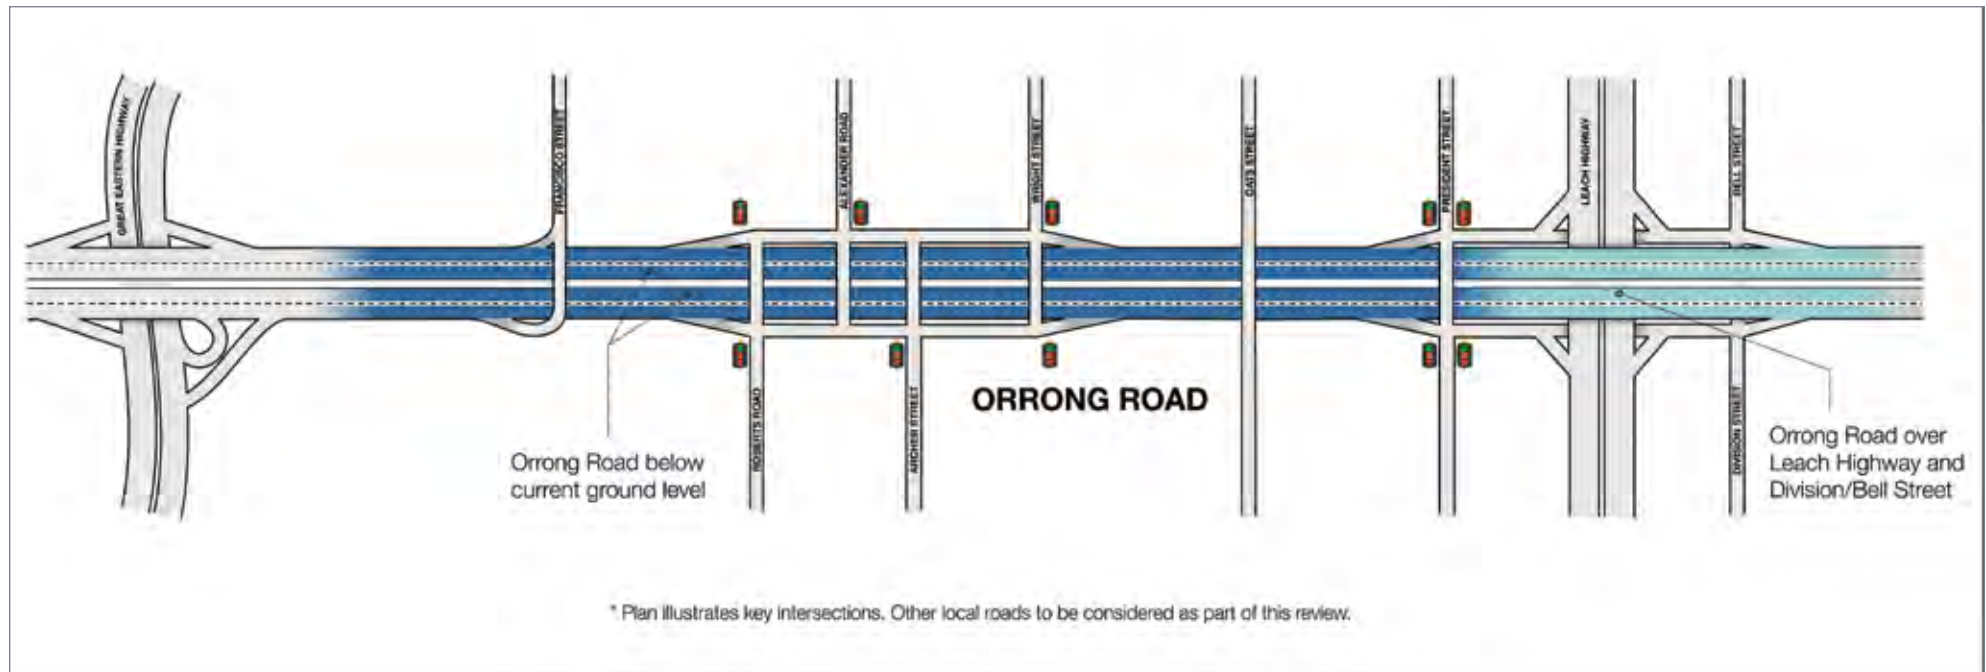 GREAT EASTERN HIGHWAY
FRANCISCO STREET
ALEXANDER ROAD
WRIGHT STREET
OATS STREET
PRESIDENT STREET
LEACH HIGHWAY
BELL STREET
ROBERTS ROAD
ARCHER STREET
DIVISION STREET
ORRONG ROAD
Orrong Road below
current ground level
Orrong Road over
Leach Highway and
Division/Bell Street
* Plan illustrates key intersections. Other local roads to be considered as part of this review.